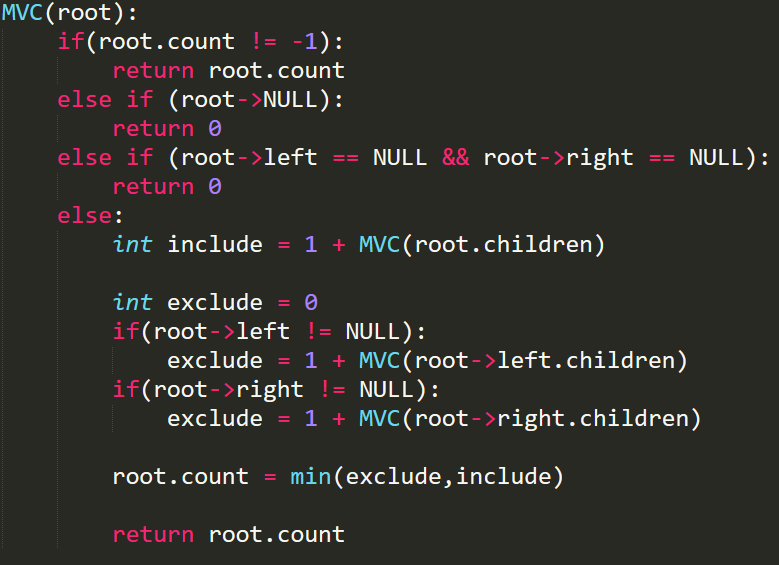 MVC(root):
    if(root.count != -1):
        return root.count
    else if (root->NULL):
        return 0
    else if (root->left == NULL && root->right == NULL):
        return 0
    else:
        int include = 1 + MVC(root.children)

        int exclude = 0
        if(root->left != NULL):
            exclude = 1 + MVC(root->left.children)
        if(root->right != NULL):
            exclude = 1 + MVC(root->right.children)

        root.count = min(exclude,include)

        return root.count